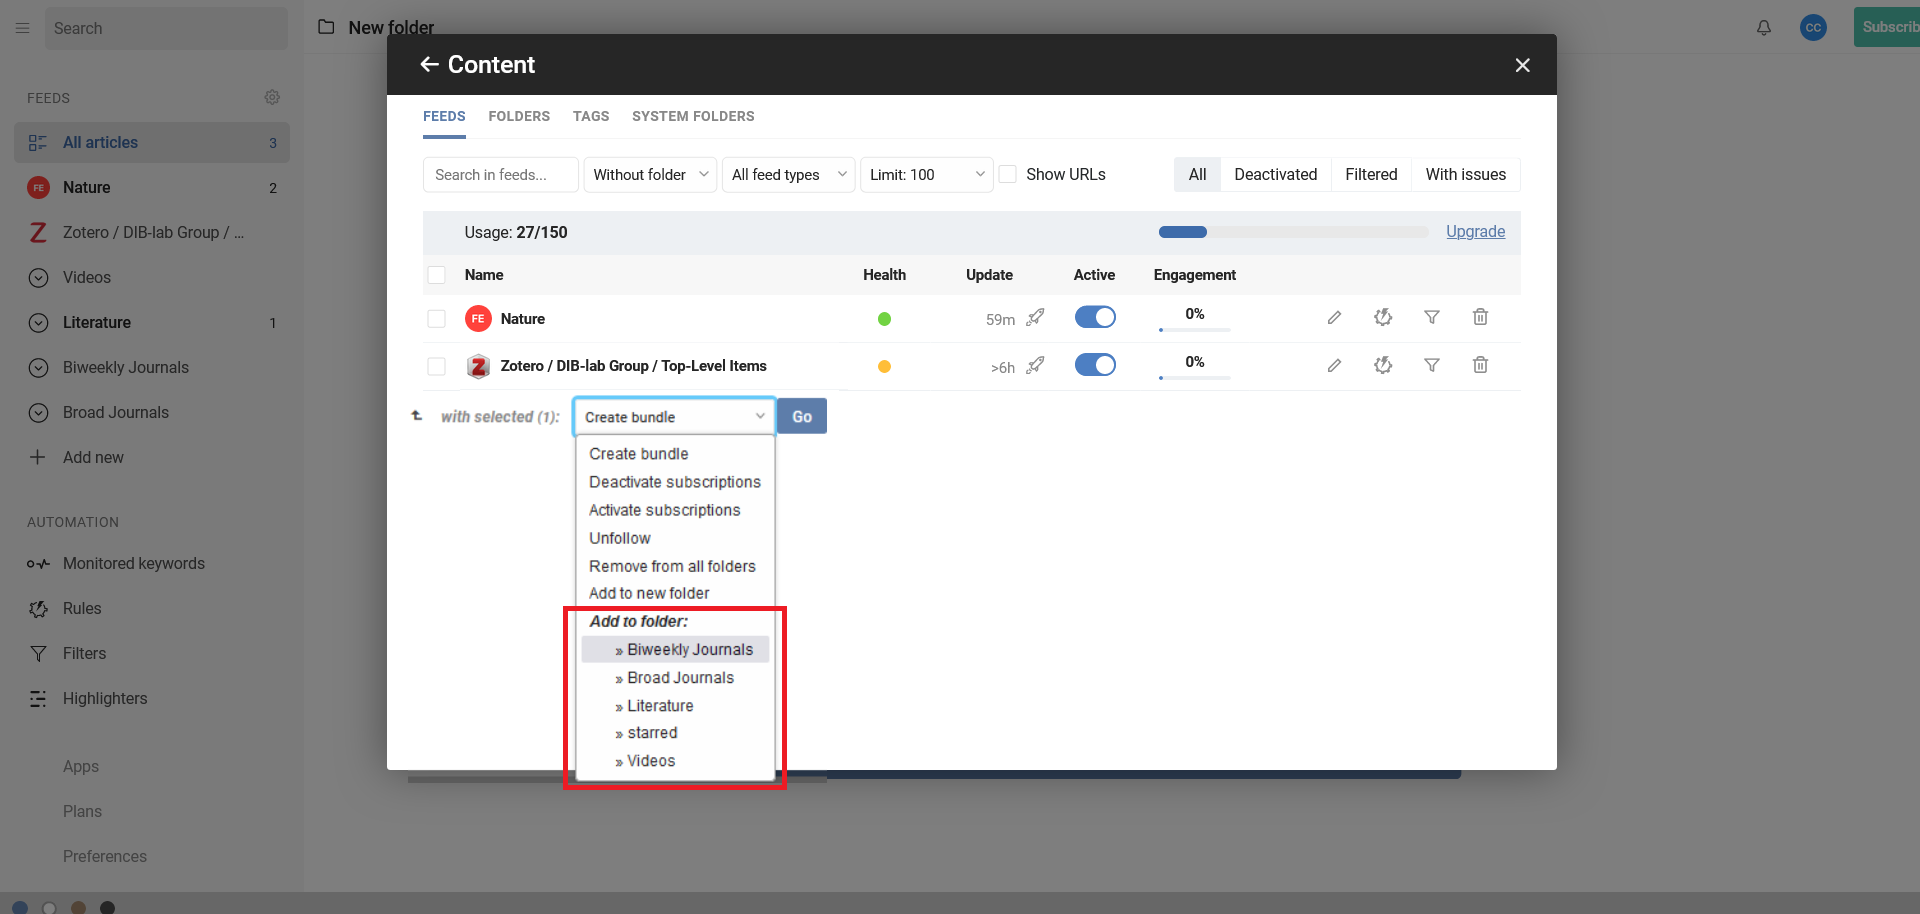 Search
New folder
CC
Subscrib
Content
FEEDS
All articles 3
FE Nature 2
Z Zotero / DIB-lab Group / ...
Videos
Literature 1
Biweekly Journals
Broad Journals
Add new
AUTOMATION
Monitored keywords
Rules
Filters
Highlighters
Apps
Plans
Preferences
FEEDS FOLDERS TAGS SYSTEM FOLDERS
Search in feeds... Without folder All feed types Limit: 100 Show URLs All Deactivated Filtered With issues
Usage: 27/150 Upgrade
Name Health Update Active Engagement
FE Nature 59m 0%
Z Zotero / DIB-lab Group / Top-Level Items >6h 0%
with selected (1): Create bundle Go
Create bundle
Deactivate subscriptions
Activate subscriptions
Unfollow
Remove from all folders
Add to new folder
Add to folder:
» Biweekly Journals
» Broad Journals
» Literature
» starred
» Videos